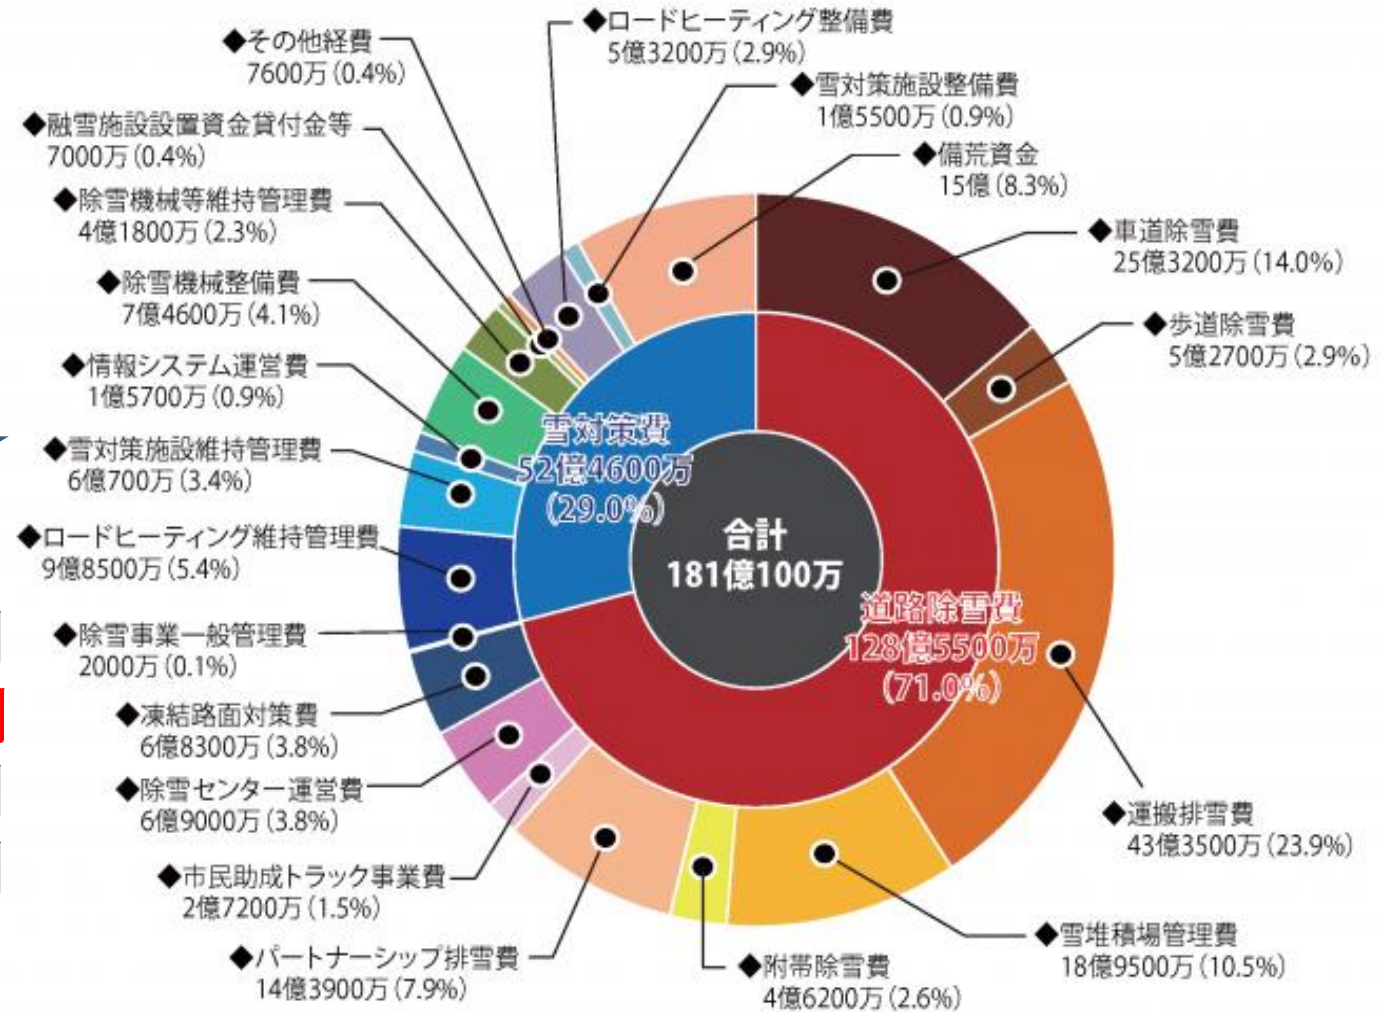 ◆ロードヒーティング整備費
5億3200万(2.9%)
◆雪対策施設整備費
1億5500万(0.9%)
◆備荒資金
15億(8.3%)
◆車道除雪費
25億3200万(14.0%)
◆歩道除雪費
5億2700万(2.9%)
◆運搬排雪費
43億3500万(23.9%)
◆雪堆積場管理費
18億9500万(10.5%)
◆附帯除雪費
4億6200万(2.6%)
◆パートナーシップ排雪費
14億3900万(7.9%)
◆市民助成トラック事業費
2億7200万(1.5%)
◆除雪センター運営費
6億9000万(3.8%)
◆凍結路面対策費
6億8300万(3.8%)
◆除雪事業一般管理費
2000万(0.1%)
◆ロードヒーティング維持管理費
9億8500万(5.4%)
◆雪対策施設維持管理費
6億700万(3.4%)
◆情報システム運営費
1億5700万(0.9%)
◆除雪機械整備費
7億4600万(4.1%)
◆除雪機械等維持管理費
4億1800万(2.3%)
◆融雪施設設置資金貸付金等
7000万(0.4%)
◆その他経費
7600万(0.4%)
雪対策費
52億4600万
(29.0%)
合計
181億100万
道路除雪費
128億5500万
(71.0%)